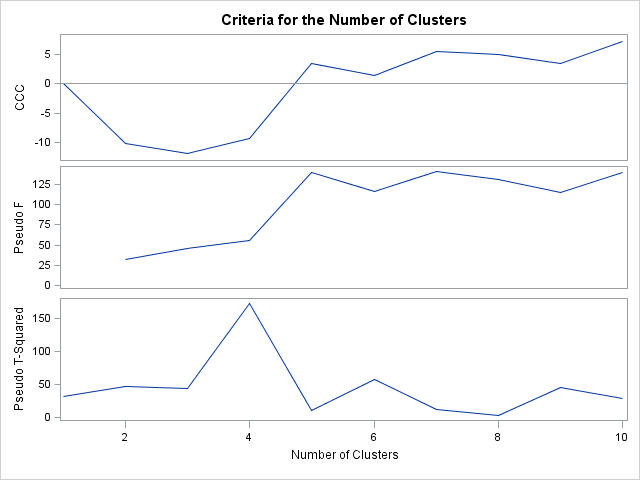 Criteria for the Number of Clusters
CCC
5
0
-5
-10
Pseudo F
125
100
75
50
25
0
Pseudo T-Squared
150
100
50
0
2 4 6 8 10
Number of Clusters